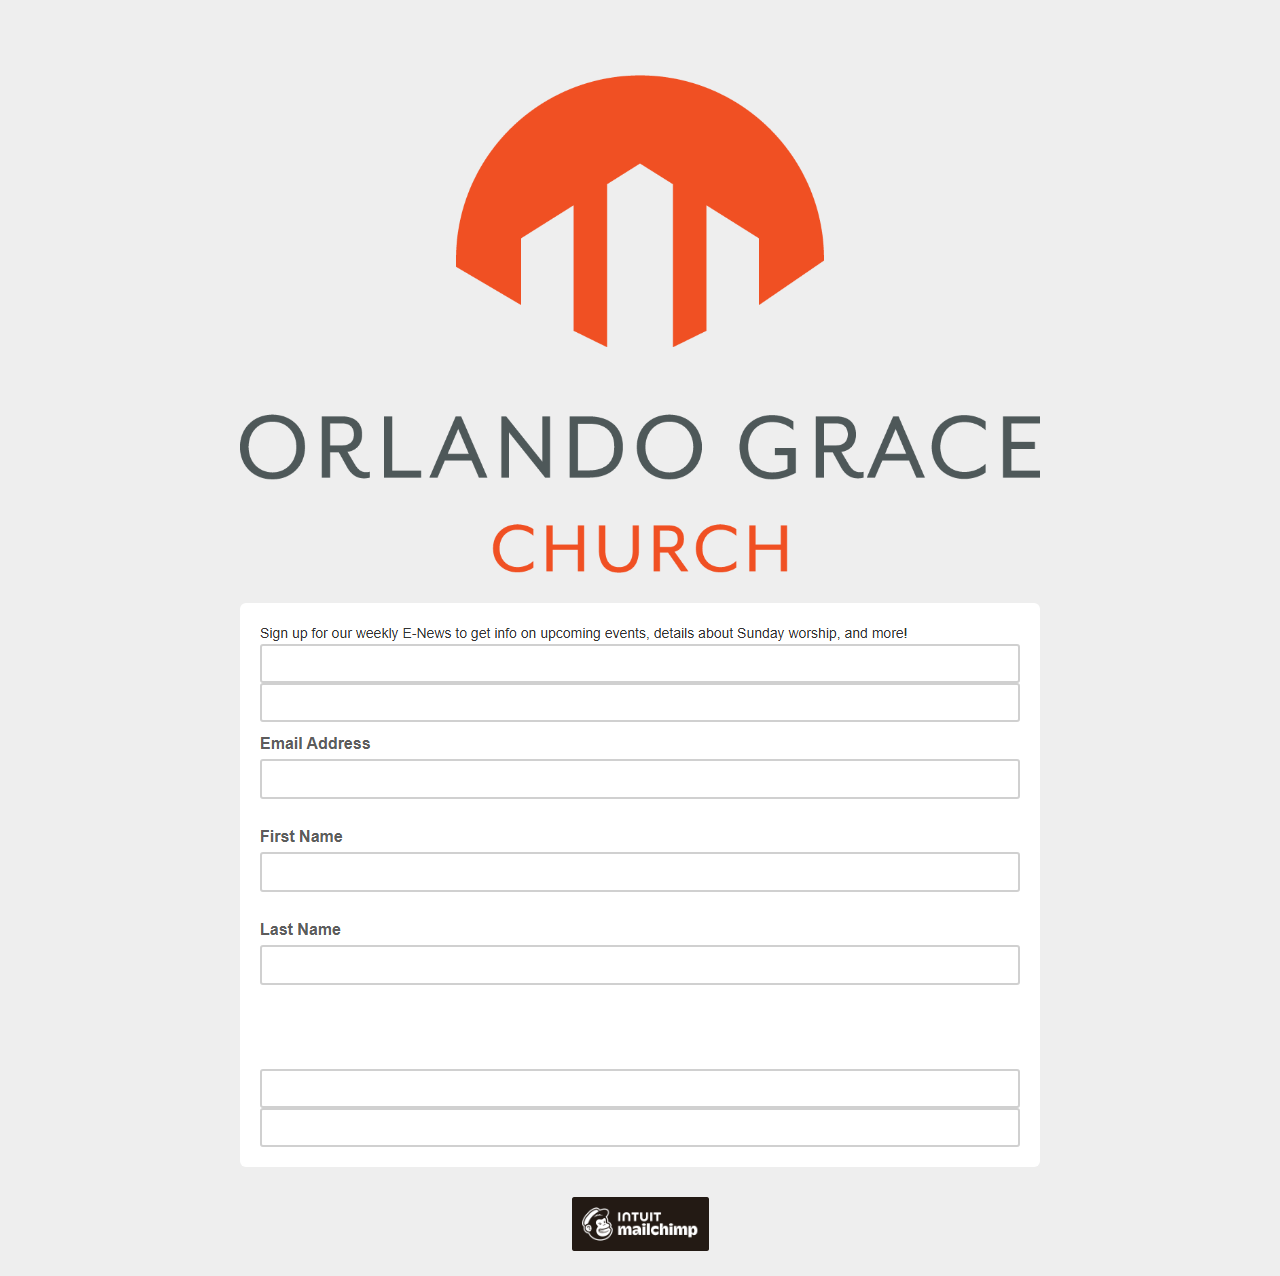 ORLANDO GRACE
CHURCH
Sign up for our weekly E-News to get info on upcoming events, details about Sunday worship, and more!
Email Address
First Name
Last Name
INTUIT
mailchimp